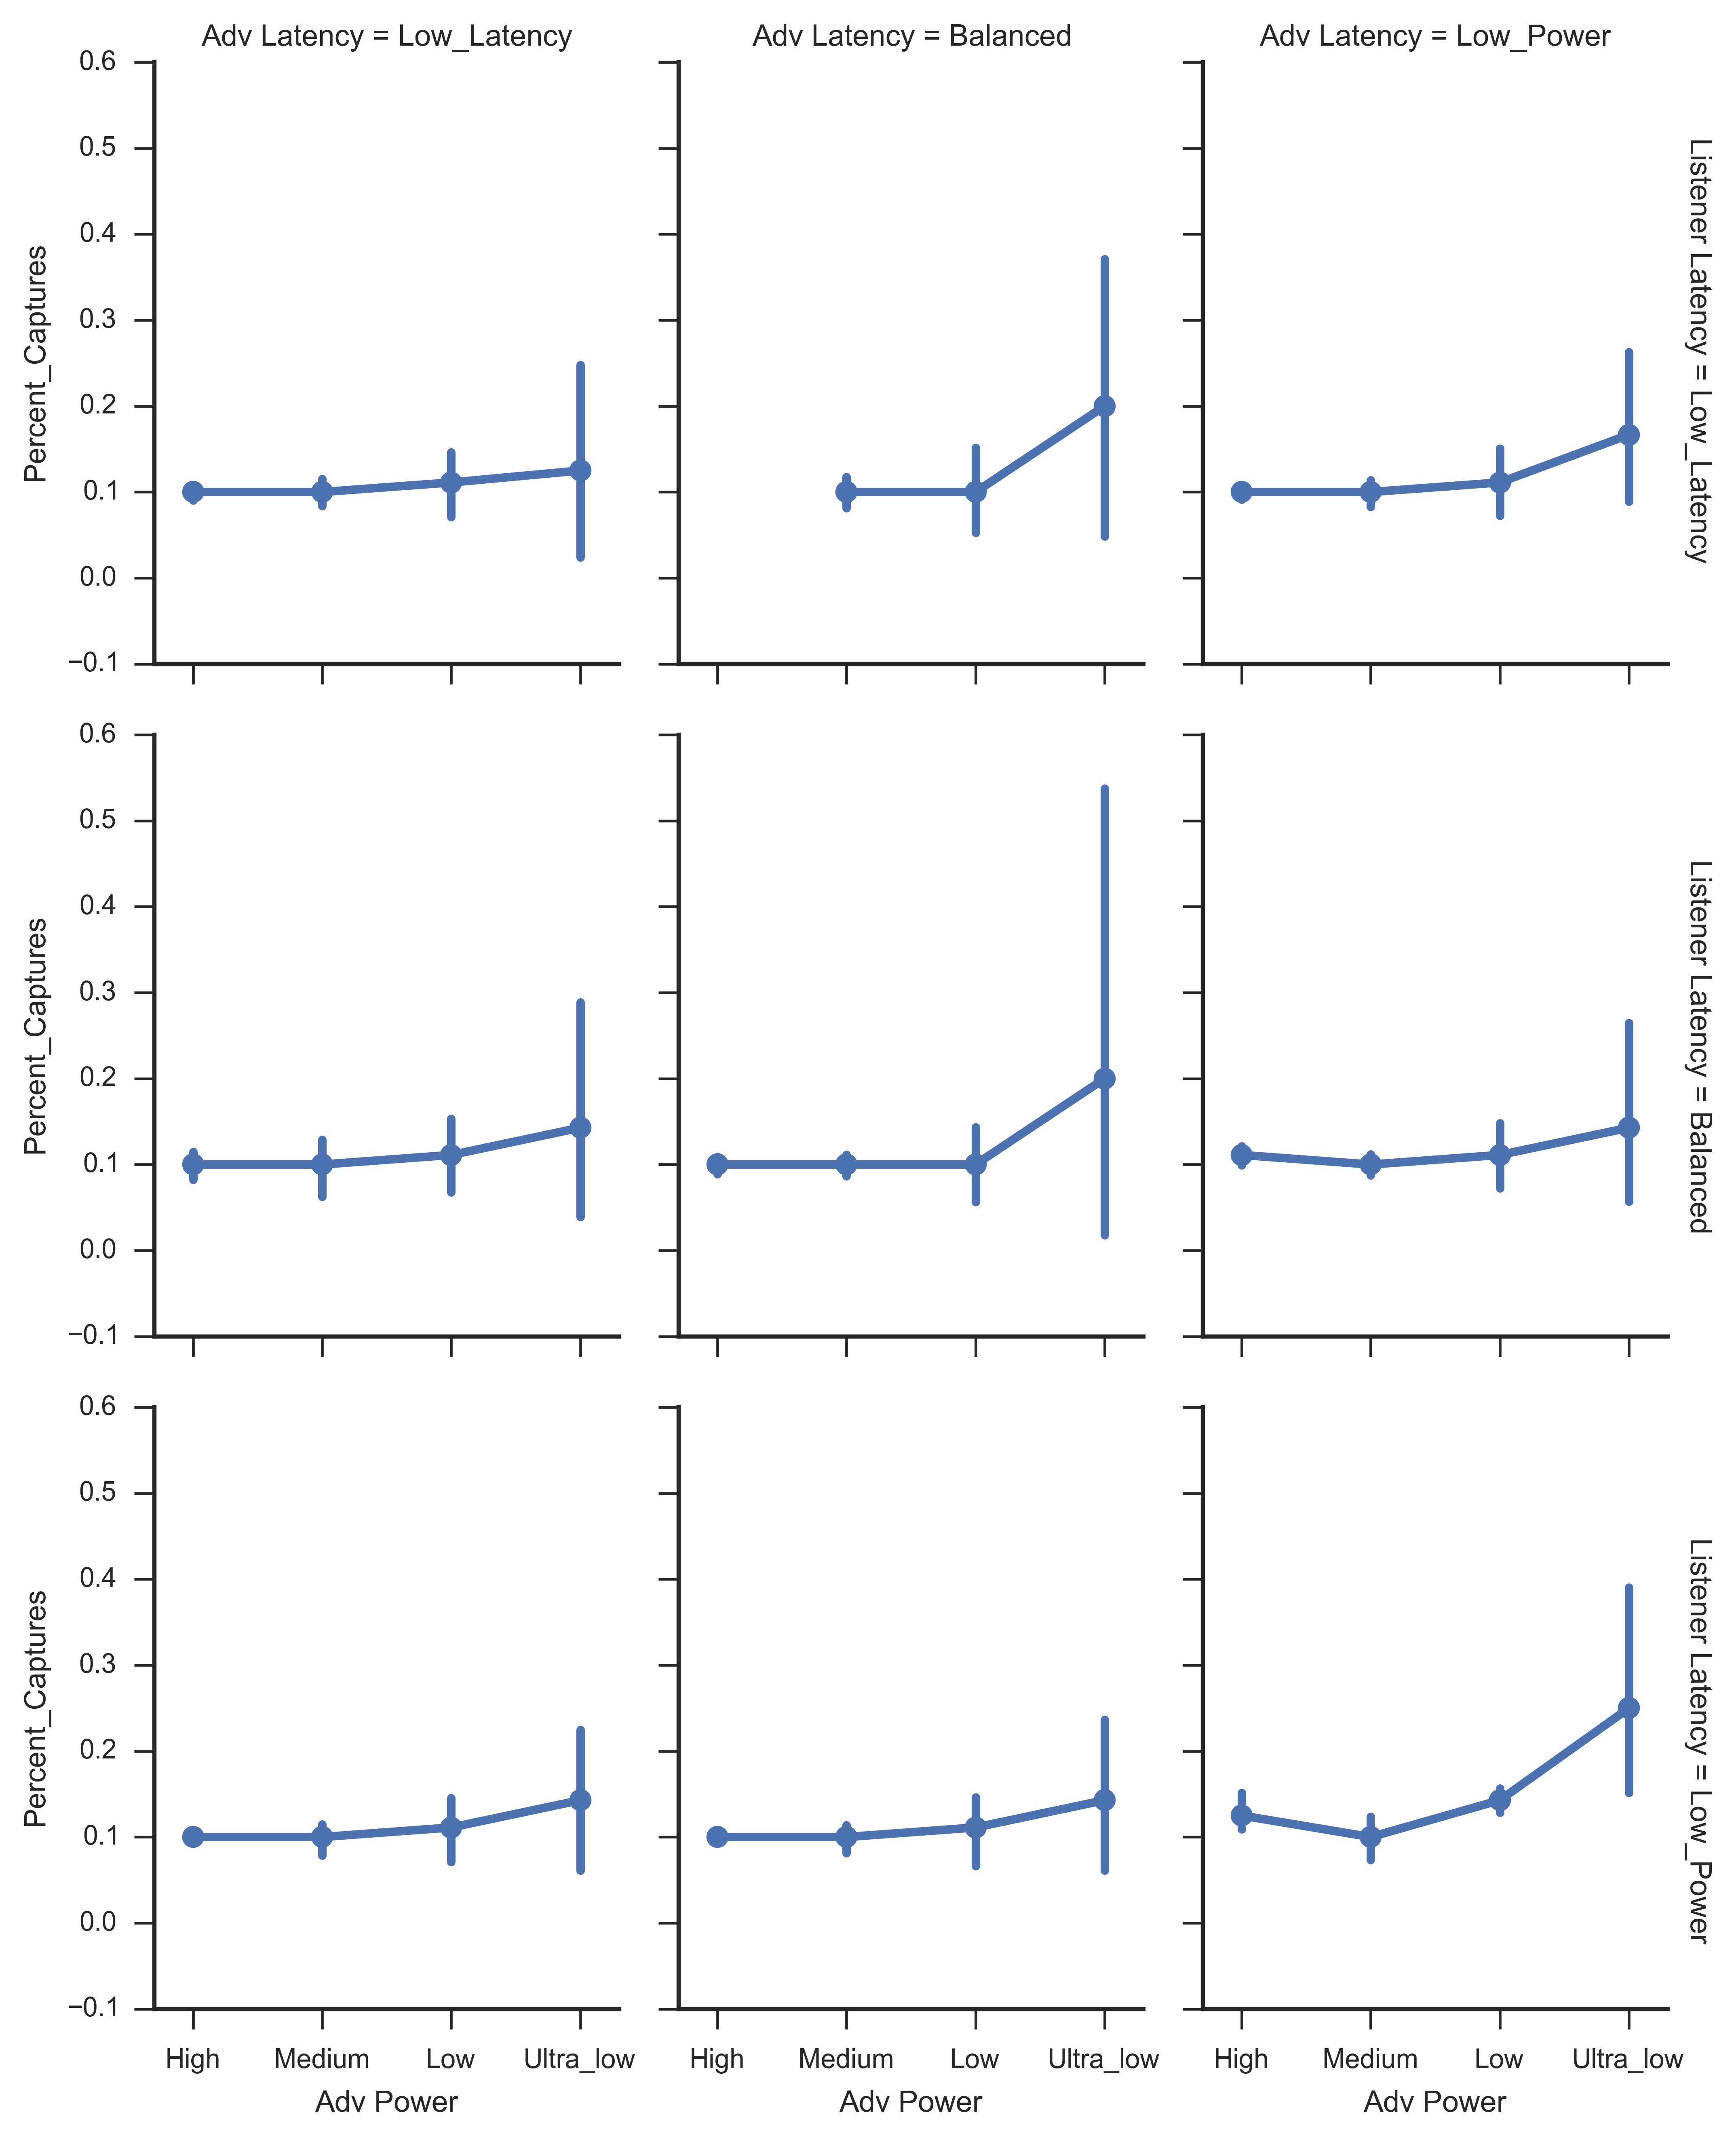 Adv Latency = Low_Latency
Adv Latency = Balanced
Adv Latency = Low_Power
0.6
0.5
0.4
0.3
0.2
0.1
0.0
−0.1
Percent_Captures
Listener Latency = Low_Latency
0.6
0.5
0.4
0.3
0.2
0.1
0.0
−0.1
Percent_Captures
Listener Latency = Balanced
0.6
0.5
0.4
0.3
0.2
0.1
0.0
−0.1
Percent_Captures
Listener Latency = Low_Power
High Medium Low Ultra_low
High Medium Low Ultra_low
High Medium Low Ultra_low
Adv Power
Adv Power
Adv Power